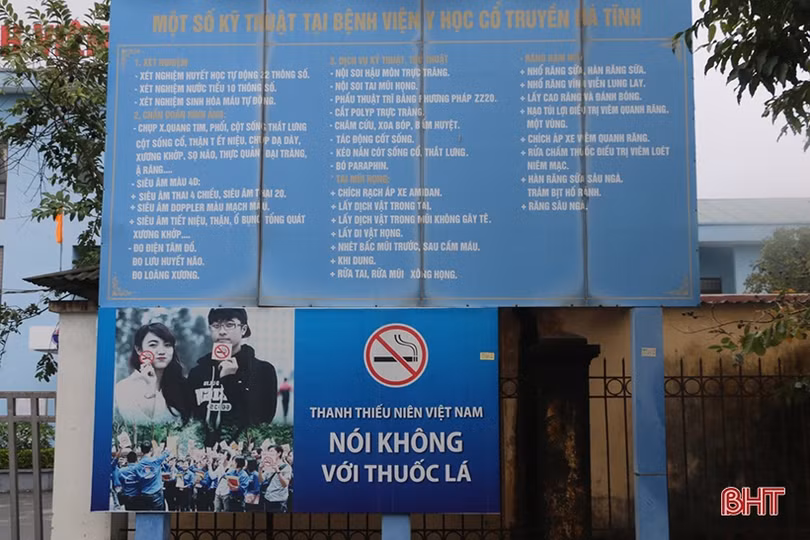 MỘT SỐ KỸ THUẬT TẠI BỆNH VIỆN Y HỌC CỔ TRUYỀN HÀ TĨNH
1. XÉT NGHIỆM
- XÉT NGHIỆM HUYẾT HỌC TỰ ĐỘNG 22 THÔNG SỐ.
- XÉT NGHIỆM NƯỚC TIỂU 10 THÔNG SỐ.
- XÉT NGHIỆM SINH HÓA MÁU TỰ ĐỘNG.
2. CHẨN ĐOÁN HÌNH ẢNH:
- CHỤP X.QUANG TIM, PHỔI, CỘT SỐNG THẮT LƯNG
CỘT SỐNG CỔ, THẬN TIẾT NIỆU, CHỤP DẠ DÀY,
XƯƠNG KHỚP, SỌ NÃO, THỰC QUẢN ĐẠI TRÀNG,
Ặ RĂNG....
- SIÊU ÂM MÀU 4D:
+ SIÊU ÂM THAI 4 CHIỀU, SIÊU ÂM THAI 2D.
+ SIÊU ÂM DOPPLER MÀU MẠCH MÁU.
+ SIÊU ÂM TIẾT NIỆU, THẬN, Ổ BỤNG TỔNG QUÁT
XƯƠNG KHỚP....
- ĐO ĐIỆN TÂM ĐỒ.
ĐO LƯU HUYẾT NÃO.
ĐO LOÃNG XƯƠNG.
3. DỊCH VỤ KỸ THUẬT, THỦ THUẬT
- NỘI SOI HẬU MÔN TRỰC TRÀNG.
- NỘI SOI TAI MŨI HỌNG.
- PHẪU THUẬT TRĨ BẰNG PHƯƠNG PHÁP ZZ2D.
- CẮT POLYP TRỰC TRÀNG.
- CHÂM CỨU, XOA BÓP, BẤM HUYỆT.
- TÁC ĐỘNG CỘT SỐNG.
- KÉO NẮN CỘT SỐNG CỔ, THẮT LƯNG.
- BÓ PARAPHIN.
* TAI MŨI HỌNG:
+ CHÍCH RẠCH ÁP XE AMIDAN.
+ LẤY DỊCH VẬT TRONG TAI.
+ LẤY DỊCH VẬT TRONG MŨI KHÔNG GÂY TÊ.
+ LẤY DỊ VẬT HỌNG.
+ NHÉT BẤC MŨI TRƯỚC, SAU CẦM MÁU.
+ KHÍ DUNG.
+ RỬA TAI, RỬA MŨI XÔNG HỌNG.
* RĂNG HÀM MẶT:
+ NHỔ RĂNG SỮA, HÀN RĂNG SỮA.
+ NHỔ RĂNG VĨNH VIỄN LUNG LAY.
+ LẤY CAO RĂNG VÀ ĐÁNH BÓNG.
+ NẠO TÚI LỢI ĐIỀU TRỊ VIÊM QUANH RĂNG.
MỘT VÙNG.
+ CHÍCH ÁP XE VIÊM QUANH RĂNG.
+ RỬA CHẤM THUỐC ĐIỀU TRỊ VIÊM LOÉT
NIÊM MẠC.
+ HÀN RĂNG SỮA SÂU NGÀ.
TRÁM BỊT HỐ RÃNH.
+ RĂNG SÂU NGÀ.
THANH THIẾU NIÊN VIỆT NAM
NÓI KHÔNG
VỚI THUỐC LÁ
BHT